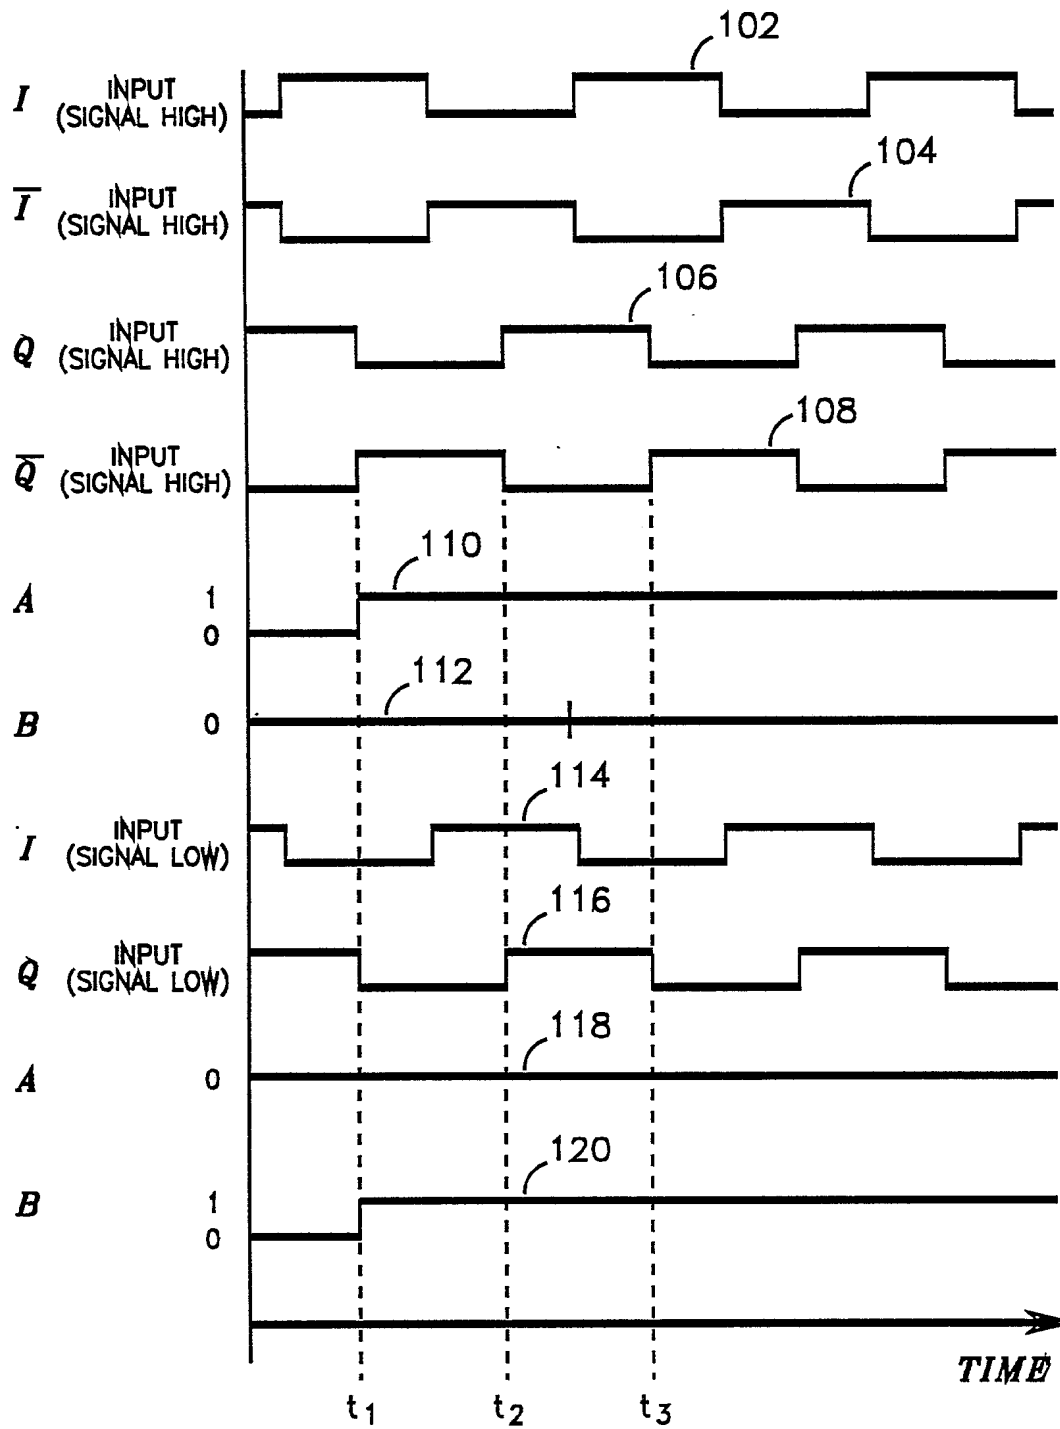 102
I INPUT
(SIGNAL HIGH)
104
I̅ INPUT
(SIGNAL HIGH)
106
Q INPUT
(SIGNAL HIGH)
108
Q̅ INPUT
(SIGNAL HIGH)
110
A 1
0
112
B 0
114
I INPUT
(SIGNAL LOW)
116
Q INPUT
(SIGNAL LOW)
118
A 0
120
B 1
0
TIME
t1 t2 t3